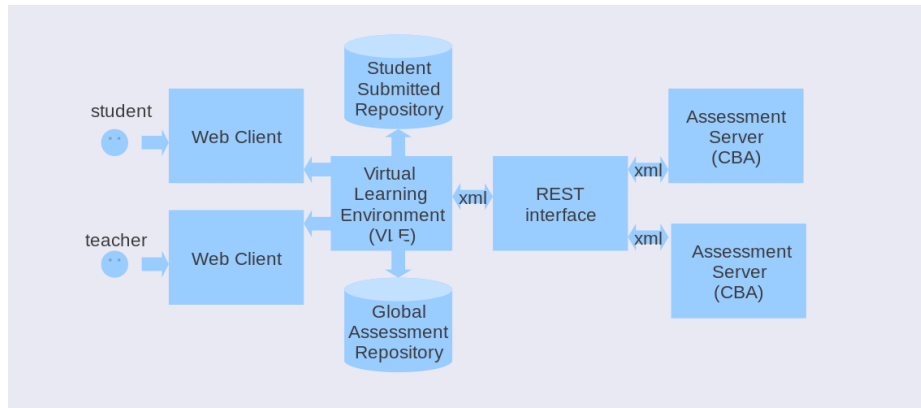 student
Web Client
teacher
Web Client
Student
Submitted
Repository
Virtual
Learning
Environment
(VLE)
Global
Assessment
Repository
xml
REST
interface
xml
xml
Assessment
Server
(CBA)
Assessment
Server
(CBA)